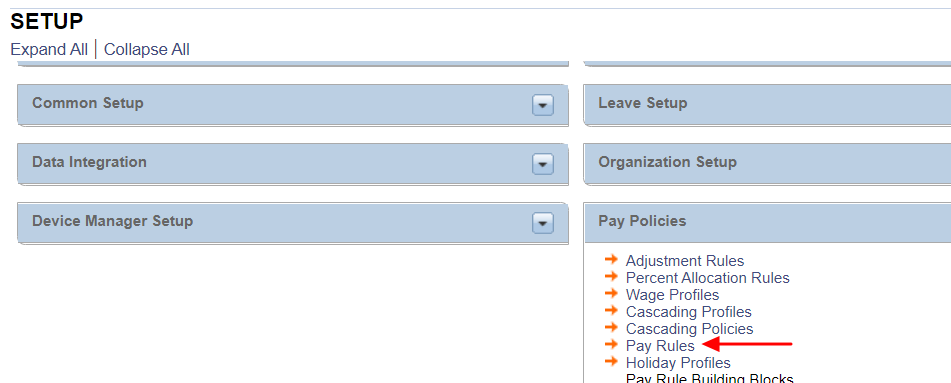 SETUP
Expand All | Collapse All
Common Setup
Leave Setup
Data Integration
Organization Setup
Device Manager Setup
Pay Policies
Adjustment Rules
Percent Allocation Rules
Wage Profiles
Cascading Profiles
Cascading Policies
Pay Rules
Holiday Profiles
Pay Rule Building Blocks